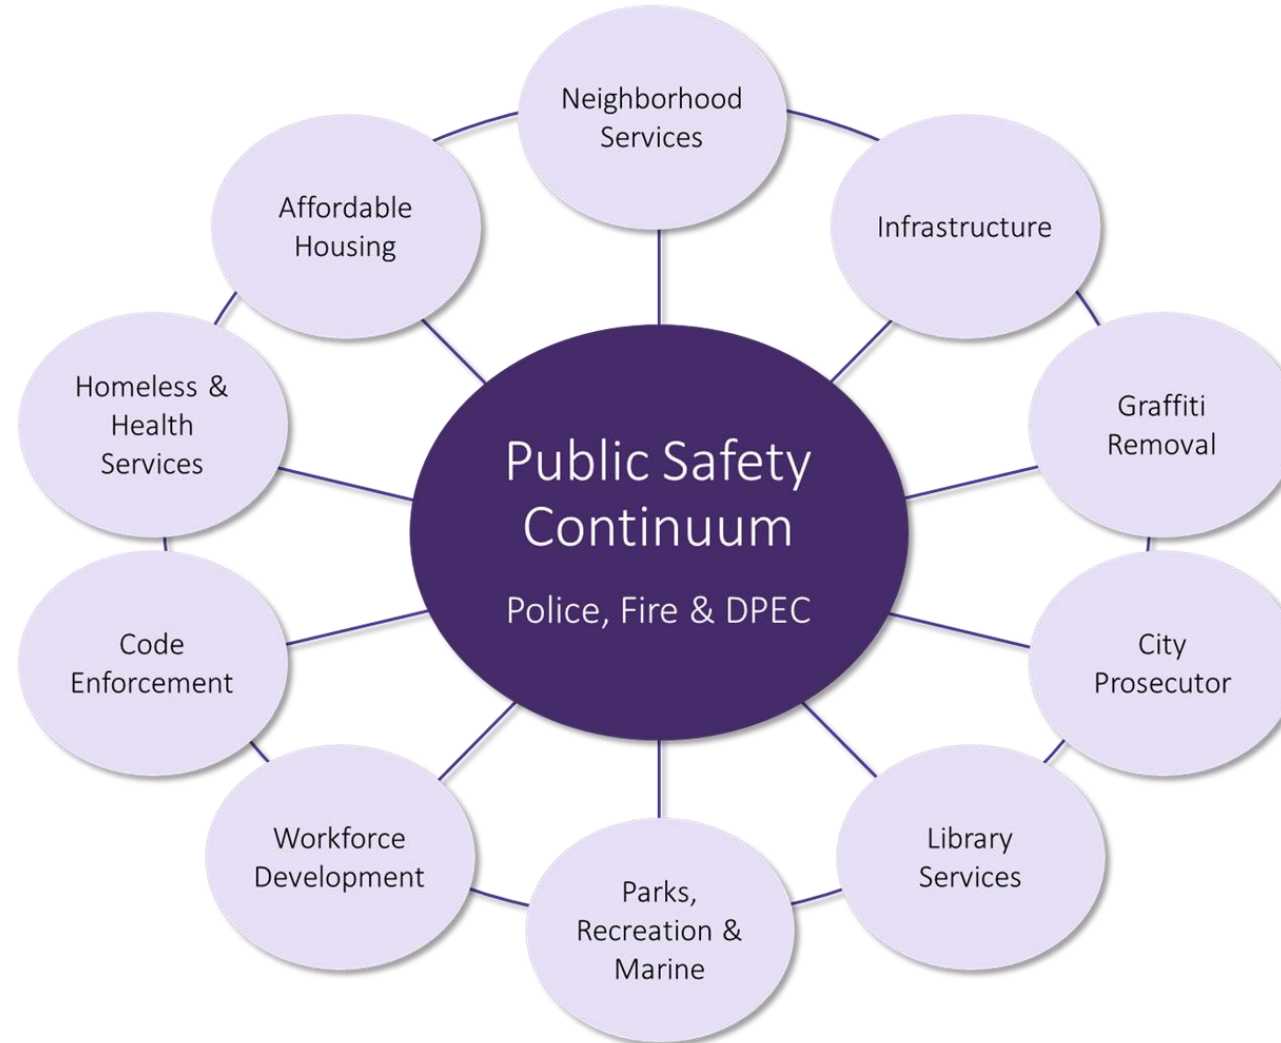 Neighborhood
Services
Infrastructure
Graffiti
Removal
City
Prosecutor
Library
Services
Parks,
Recreation &
Marine
Workforce
Development
Code
Enforcement
Homeless &
Health
Services
Affordable
Housing
Public Safety
Continuum
Police, Fire & DPEC